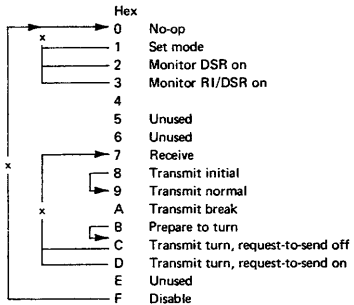 Hex
0 No-op
x
1 Set mode
2 Monitor DSR on
3 Monitor RI/DSR on
4
5 Unused
6 Unused
x
7 Receive
8 Transmit initial
9 Transmit normal
x
A Transmit break
B Prepare to turn
C Transmit turn, request-to-send off
D Transmit turn, request-to-send on
E Unused
F Disable